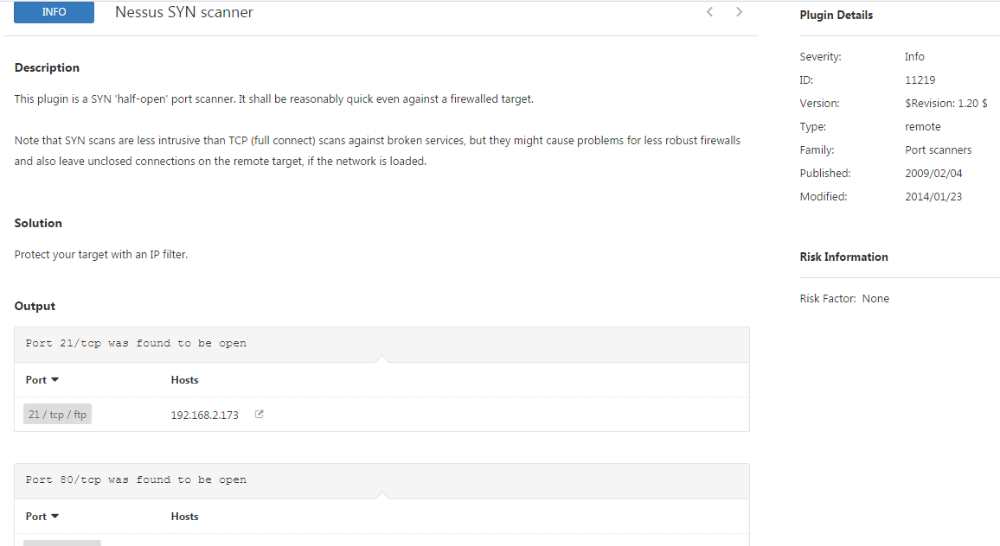 INFO
Nessus SYN scanner
Description
This plugin is a SYN 'half-open' port scanner. It shall be reasonably quick even against a firewalled target.
Note that SYN scans are less intrusive than TCP (full connect) scans against broken services, but they might cause problems for less robust firewalls
and also leave unclosed connections on the remote target, if the network is loaded.
Solution
Protect your target with an IP filter.
Output
Port 21/tcp was found to be open
Port Hosts
21 / tcp / ftp 192.168.2.173
Port 80/tcp was found to be open
Port Hosts
Plugin Details
Severity: Info
ID: 11219
Version: $Revision: 1.20 $
Type: remote
Family: Port scanners
Published: 2009/02/04
Modified: 2014/01/23
Risk Information
Risk Factor: None